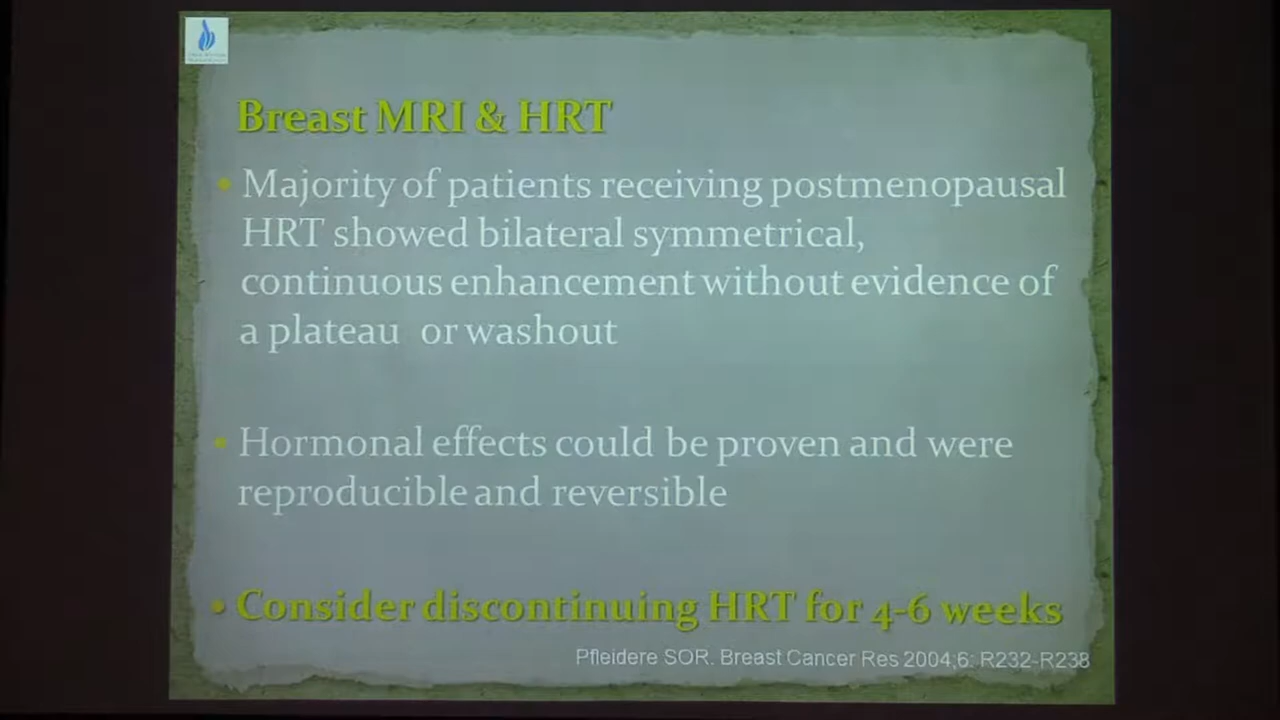 Breast MRI & HRT
• Majority of patients receiving postmenopausal
HRT showed bilateral symmetrical,
continuous enhancement without evidence of
a plateau or washout
• Hormonal effects could be proven and were
reproducible and reversible
• Consider discontinuing HRT for 4-6 weeks
Pfleidere SOR. Breast Cancer Res 2004;6: R232-R238